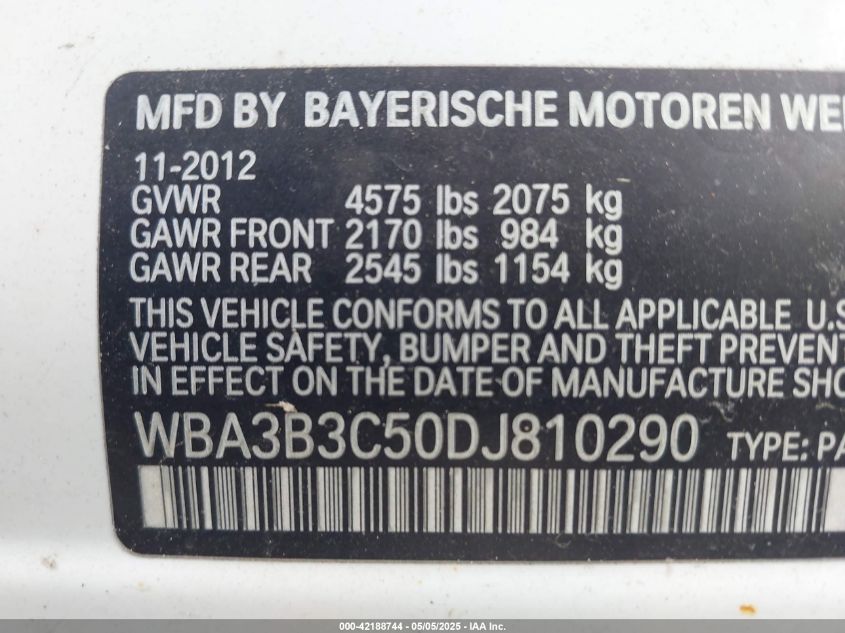 MFD BY BAYERISCHE MOTOREN WE
11-2012
GVWR 4575 lbs 2075 kg
GAWR FRONT 2170 lbs 984 kg
GAWR REAR 2545 lbs 1154 kg
THIS VEHICLE CONFORMS TO ALL APPLICABLE U.S
VEHICLE SAFETY, BUMPER AND THEFT PREVENT
IN EFFECT ON THE DATE OF MANUFACTURE SHO
WBA3B3C50DJ810290 TYPE: PA
000-42188744 - 05/05/2025 - IAA Inc.